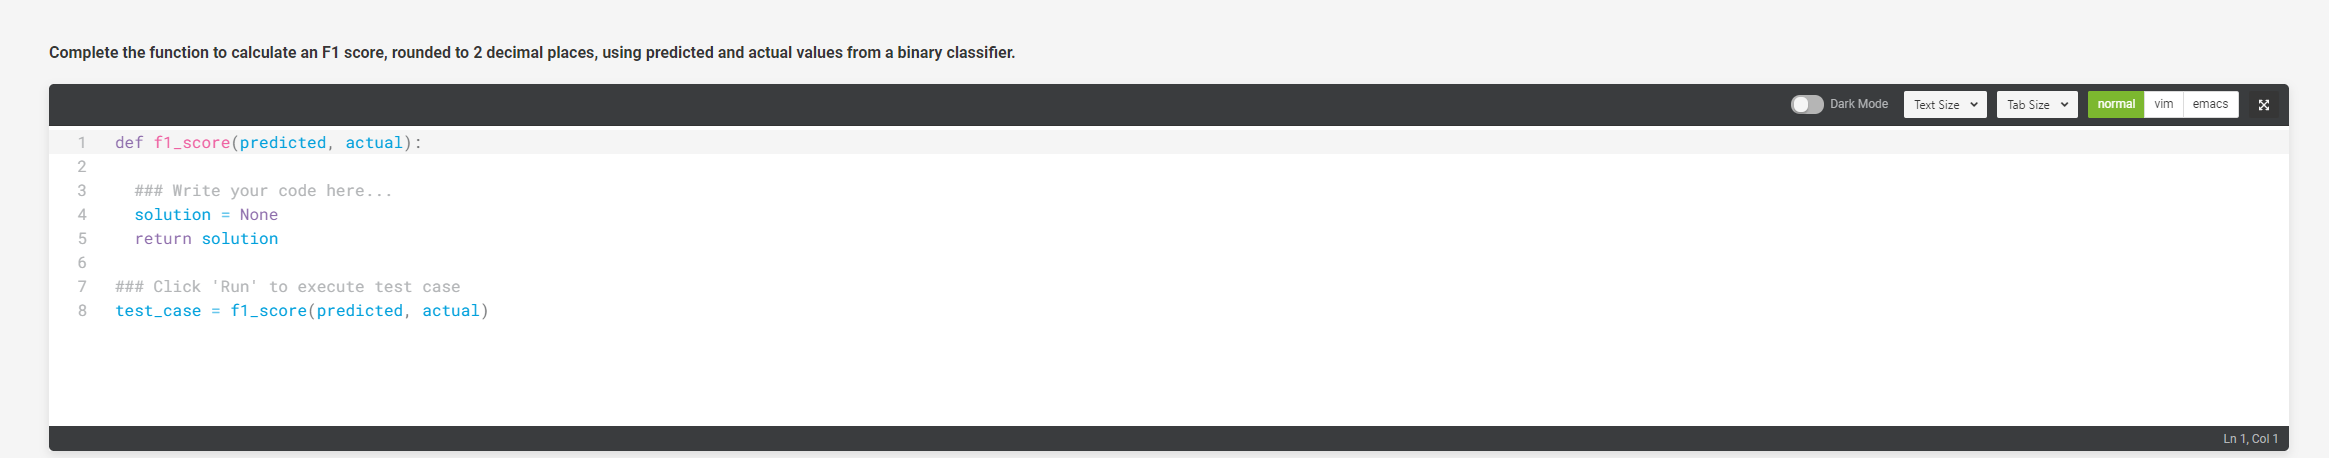 Complete the function to calculate an F1 score, rounded to 2 decimal places, using predicted and actual values from a binary classifier.
Dark Mode Text Size Tab Size normal vim emacs
1 def f1_score(predicted, actual):
2
3 ### Write your code here...
4 solution = None
5 return solution
6
7 ### Click 'Run' to execute test case
8 test_case = f1_score(predicted, actual)
Ln 1, Col 1